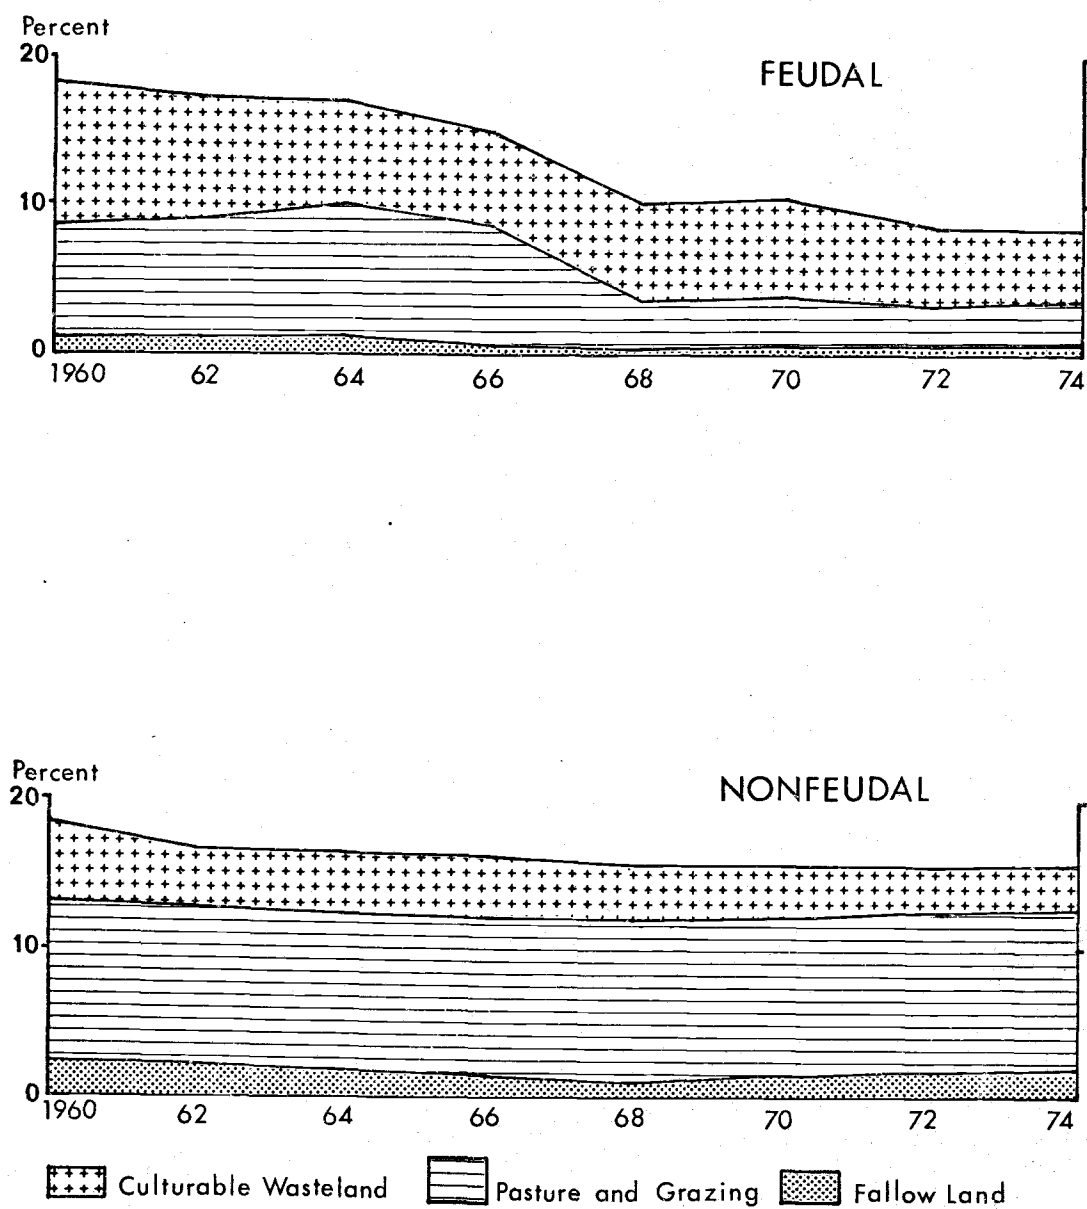 Percent
20
FEUDAL
10
0
1960 62 64 66 68 70 72 74
Percent
20
NONFEUDAL
10
0
1960 62 64 66 68 70 72 74
Culturable Wasteland Pasture and Grazing Fallow Land